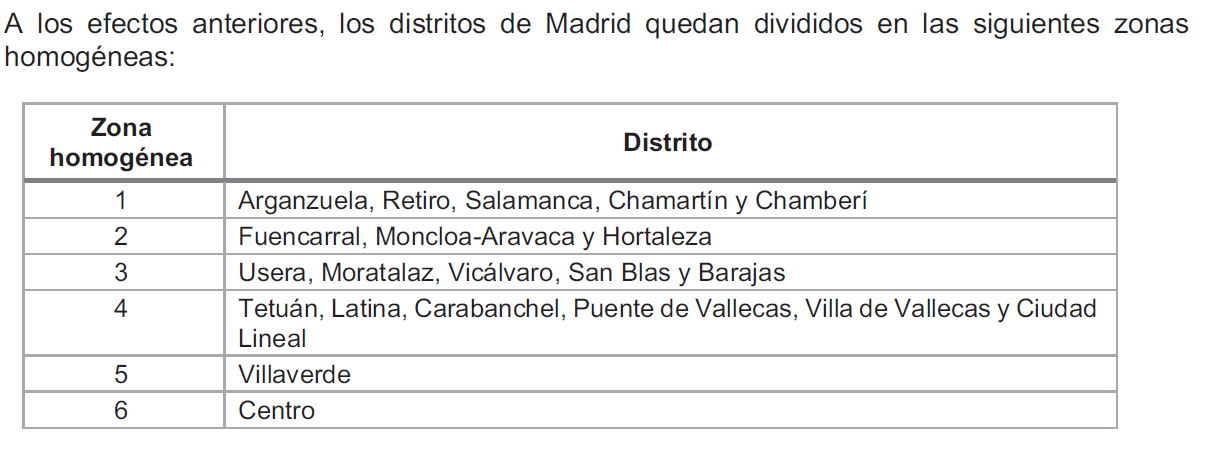 A los efectos anteriores, los distritos de Madrid quedan divididos en las siguientes zonas
homogéneas:
Zona
homogénea
Distrito
1 Arganzuela, Retiro, Salamanca, Chamartín y Chamberí
2 Fuencarral, Moncloa-Aravaca y Hortaleza
3 Usera, Moratalaz, Vicálvaro, San Blas y Barajas
4 Tetuán, Latina, Carabanchel, Puente de Vallecas, Villa de Vallecas y Ciudad
Lineal
5 Villaverde
6 Centro